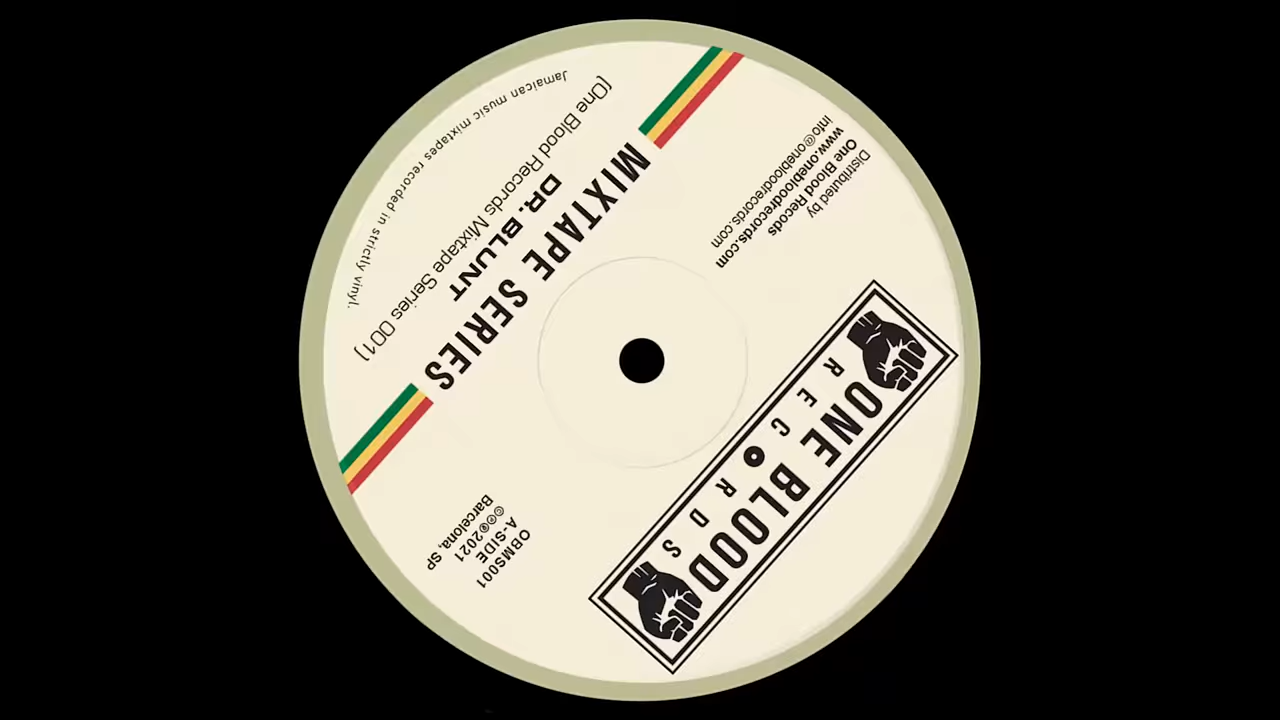 ONE BLOOD
RECORDS
Distributed by
One Blood Recods
www.onebloodrecords.com
info@onebloodrecords.com
OBMS001
A-SIDE
2021
Barcelona, SP
MIXTAPE SERIES
DR. BLUNT
(One Blood Records Mixtape Series 001)
Jamaican music mixtapes recorded in strictly vinyl.